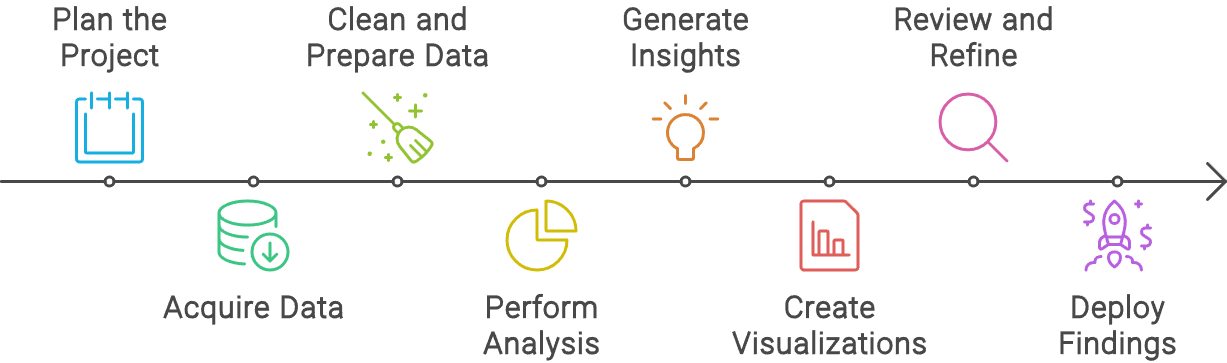 Plan the
Project
Acquire Data
Clean and
Prepare Data
Perform
Analysis
Generate
Insights
Create
Visualizations
Review and
Refine
Deploy
Findings